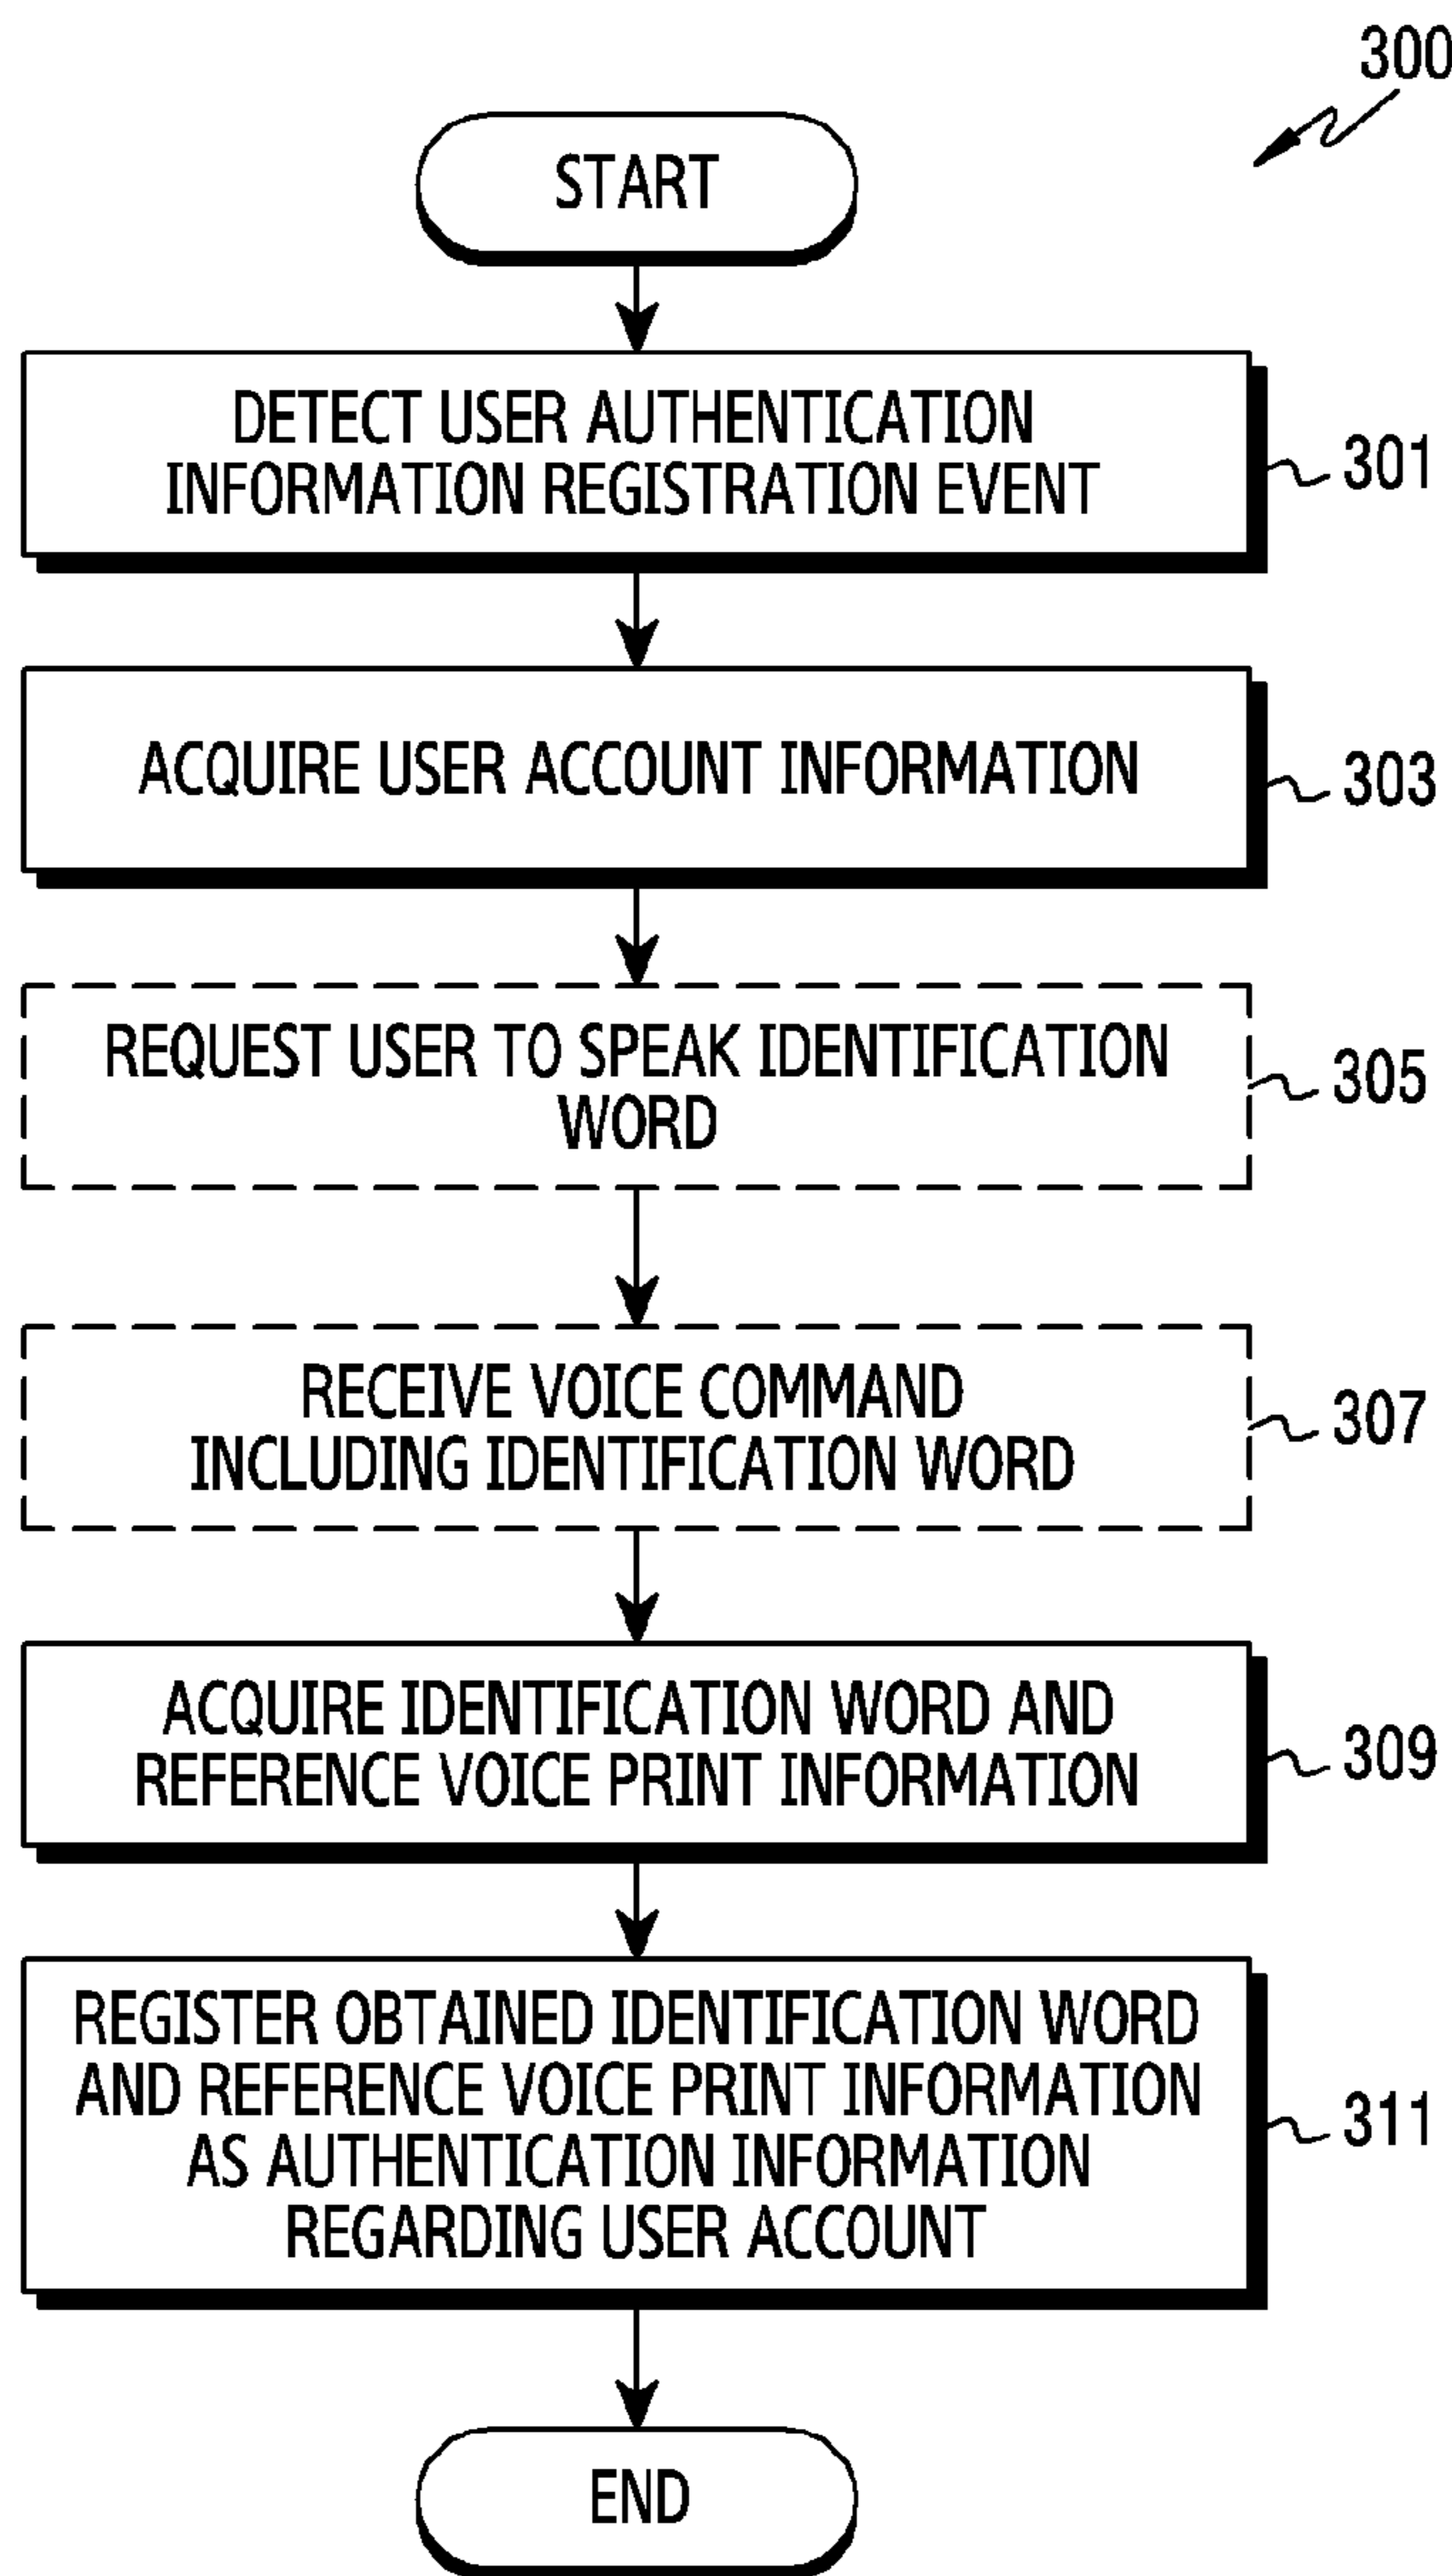 300
START
DETECT USER AUTHENTICATION
INFORMATION REGISTRATION EVENT
301
ACQUIRE USER ACCOUNT INFORMATION
303
REQUEST USER TO SPEAK IDENTIFICATION
WORD
305
RECEIVE VOICE COMMAND
INCLUDING IDENTIFICATION WORD
307
ACQUIRE IDENTIFICATION WORD AND
REFERENCE VOICE PRINT INFORMATION
309
REGISTER OBTAINED IDENTIFICATION WORD
AND REFERENCE VOICE PRINT INFORMATION
AS AUTHENTICATION INFORMATION
REGARDING USER ACCOUNT
311
END